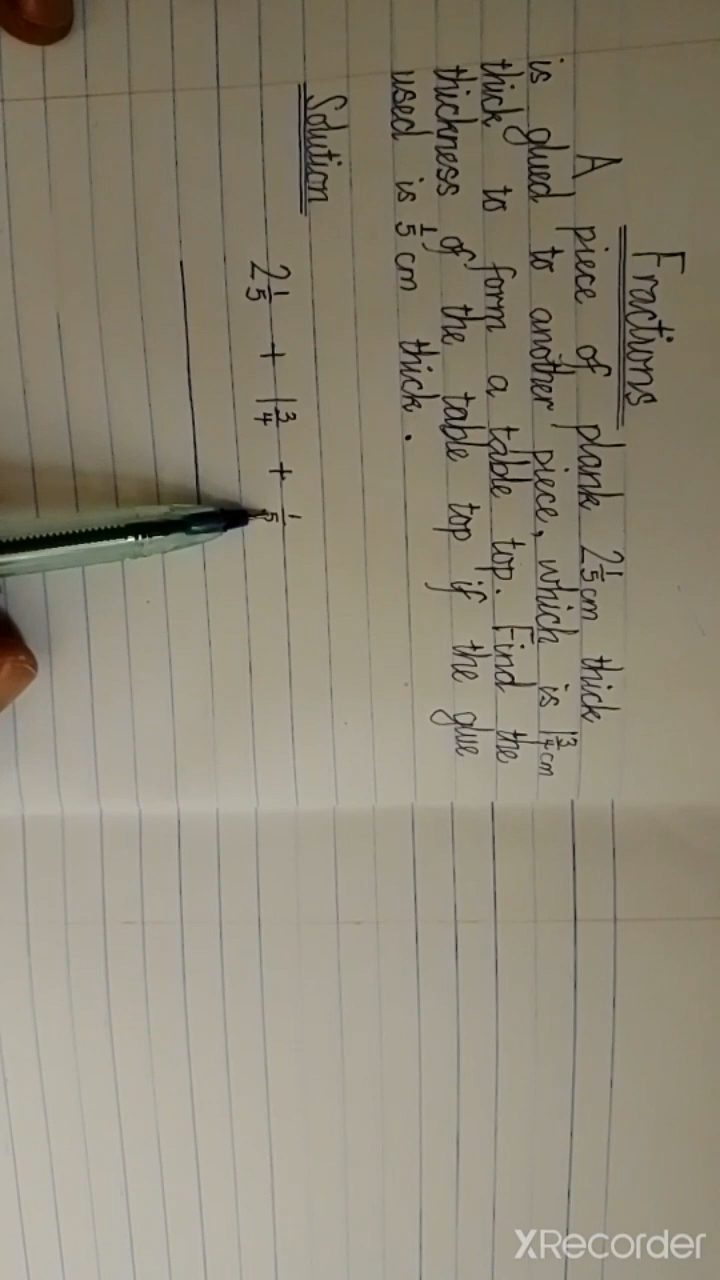 Fractions
A piece of plank 2 1/5 cm thick
is glued to another piece, which is 1 3/4 cm
thick to form a table top. Find the
thickness of the table top if the glue
used is 1/5 cm thick.
Solution
2 1/5 + 1 3/4 + 1/5
XRecorder